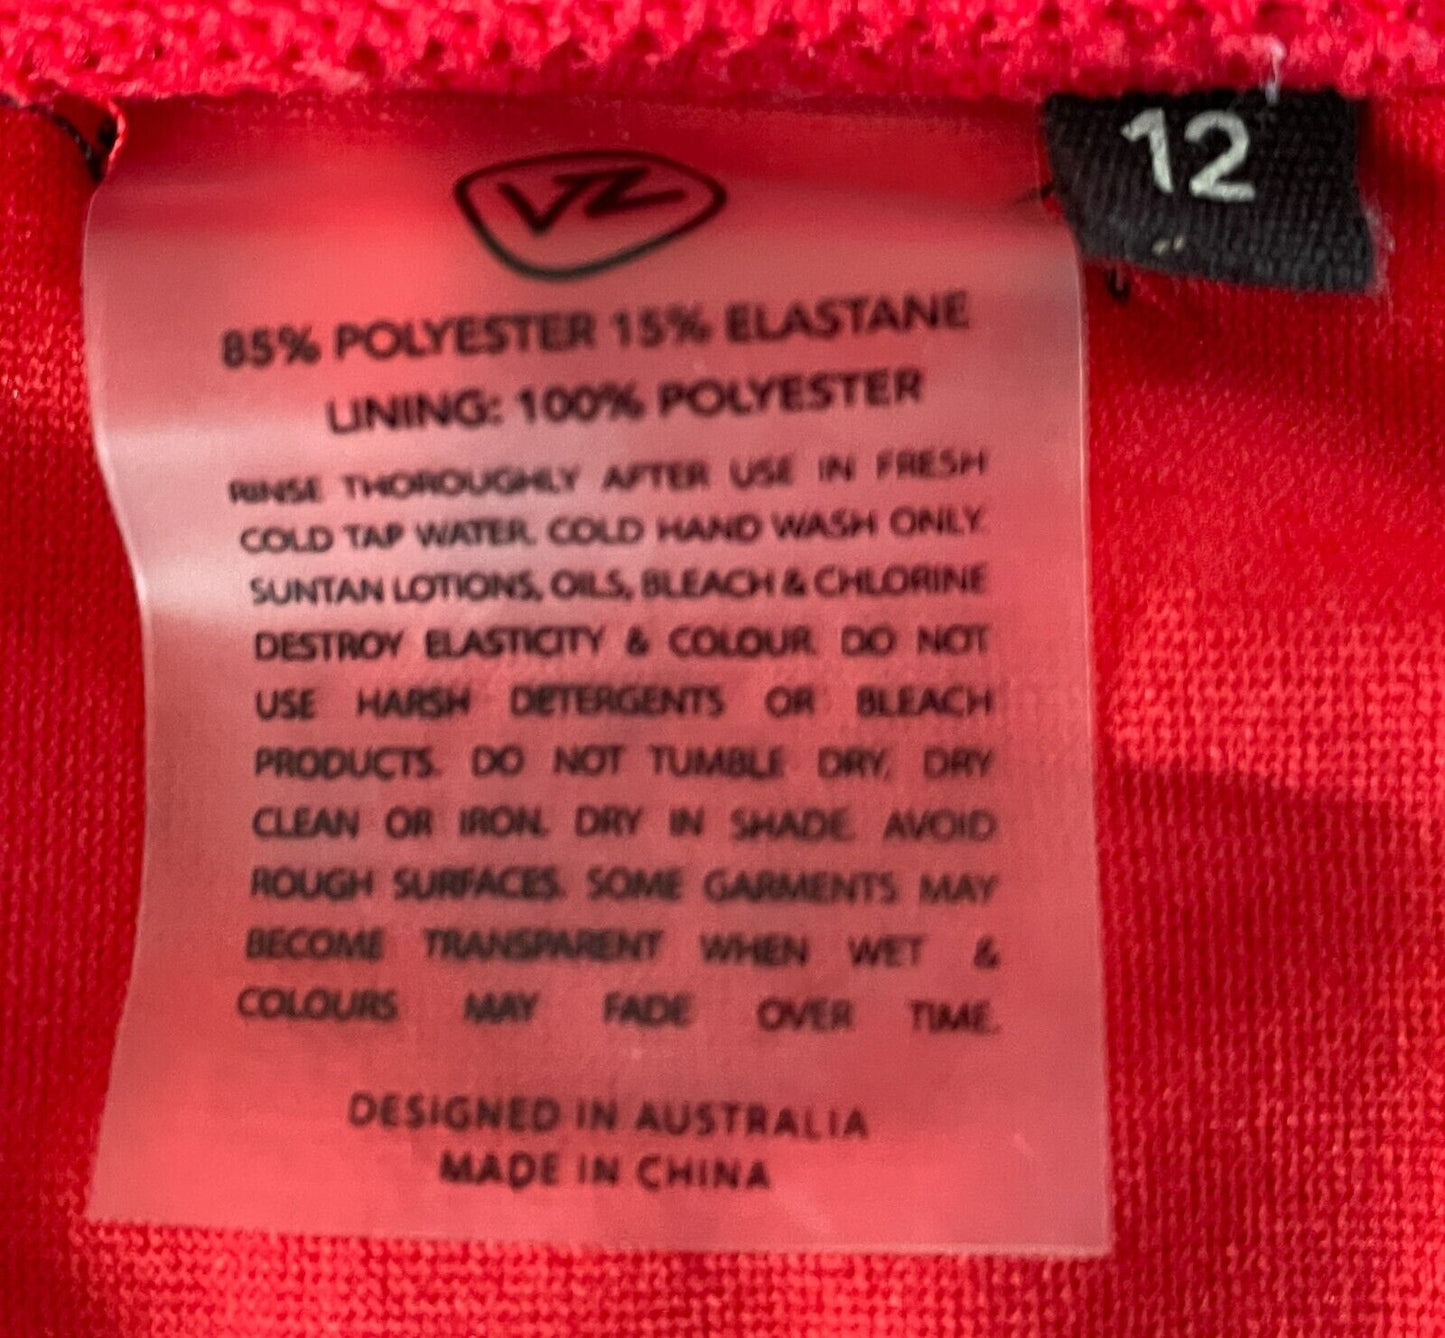 12
VZ
85% POLYESTER 15% ELASTANE
LINING: 100% POLYESTER
RINSE THOROUGHLY AFTER USE IN FRESH
COLD TAP WATER. COLD HAND WASH ONLY.
SUNTAN LOTIONS, OILS, BLEACH & CHLORINE
DESTROY ELASTICITY & COLOUR. DO NOT
USE HARSH DETERGENTS OR BLEACH
PRODUCTS. DO NOT TUMBLE DRY, DRY
CLEAN OR IRON. DRY IN SHADE. AVOID
ROUGH SURFACES. SOME GARMENTS MAY
BECOME TRANSPARENT WHEN WET &
COLOURS MAY FADE OVER TIME.
DESIGNED IN AUSTRALIA
MADE IN CHINA